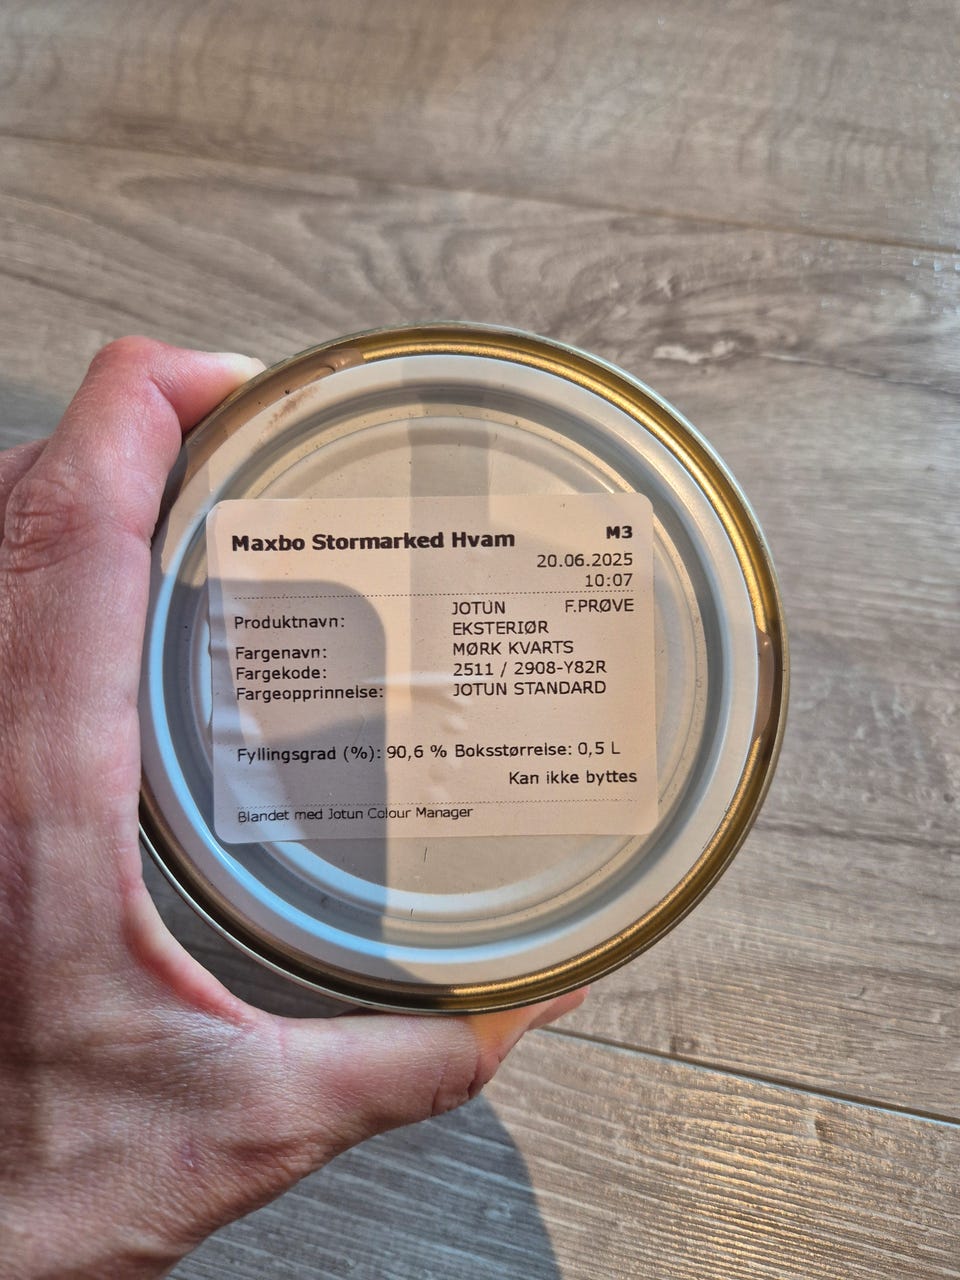 Maxbo Stormarked Hvam M3
20.06.2025
10:07
Produktnavn: JOTUN F.PRØVE
EKSTERIØR
Fargenavn: MØRK KVARTS
Fargekode: 2511 / 2908-Y82R
Fargeopprinnelse: JOTUN STANDARD
Fyllingsgrad (%): 90,6 % Boksstørrelse: 0,5 L
Kan ikke byttes
Blandet med Jotun Colour Manager